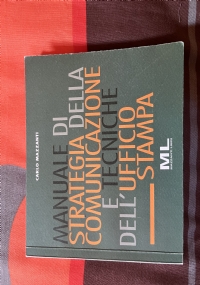 CARLO MAZZANTI
MANUALE DI
STRATEGIA DELLA
COMUNICAZIONE
E TECNICHE
DELL'UFFICIO
STAMPA
ML